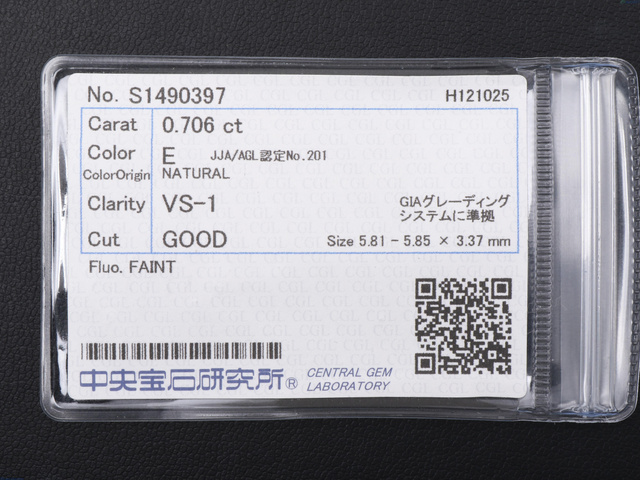 No. S1490397 H121025
Carat 0.706 ct
Color E JJA/AGL認定No.201
ColorOrigin NATURAL
Clarity VS-1 GIAグレーディング
システムに準拠
Cut GOOD Size 5.81 - 5.85 × 3.37 mm
Fluo. FAINT
中央宝石研究所® CENTRAL GEM
LABORATORY